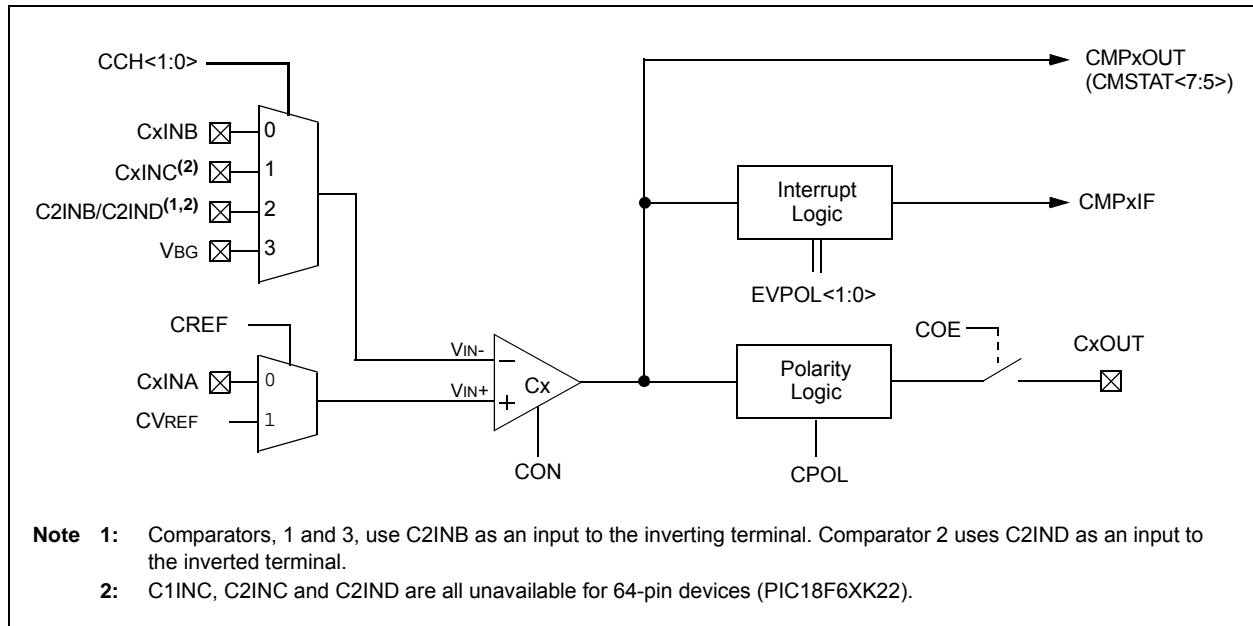 CCH<1:0>
CMPxOUT
(CMSTAT<7:5>)
CxINB
0
CxINC(2)
1
C2INB/C2IND(1,2)
2
VBG
3
Interrupt
Logic
CMPxIF
EVPOL<1:0>
CREF
CxINA
0
CVREF
1
VIN-
–
VIN+
+
Cx
CON
Polarity
Logic
CPOL
COE
CxOUT
Note 1: Comparators, 1 and 3, use C2INB as an input to the inverting terminal. Comparator 2 uses C2IND as an input to
the inverted terminal.
2: C1INC, C2INC and C2IND are all unavailable for 64-pin devices (PIC18F6XK22).